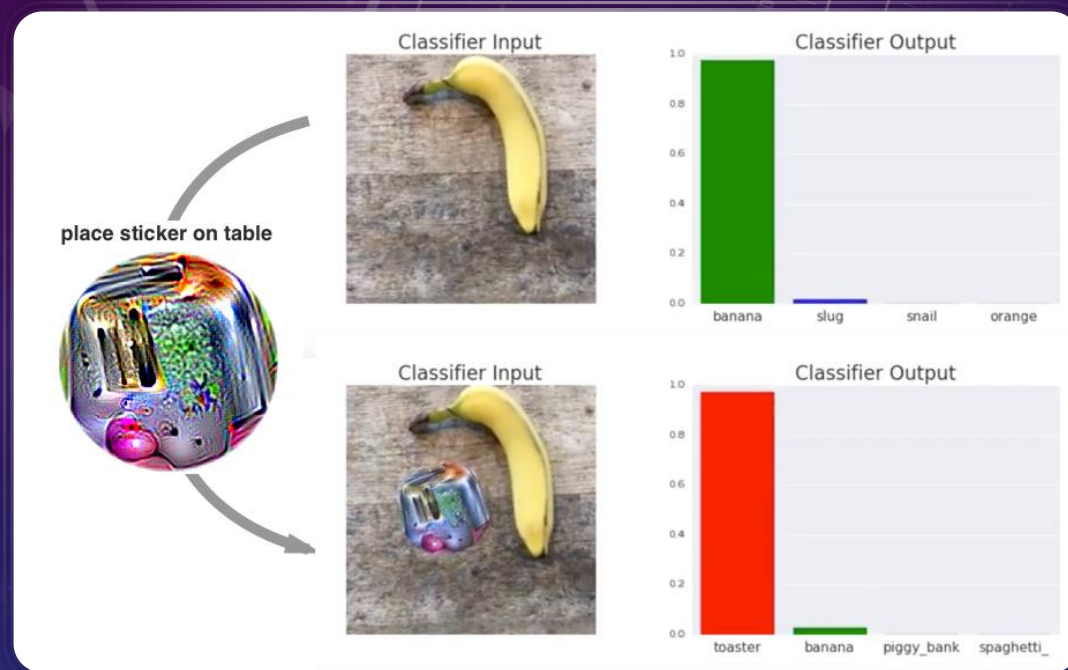 Classifier Input
Classifier Output
1.0
0.8
0.6
0.4
0.2
0.0
banana slug snail orange
place sticker on table
Classifier Input
Classifier Output
1.0
0.8
0.6
0.4
0.2
0.0
toaster banana piggy_bank spaghetti_